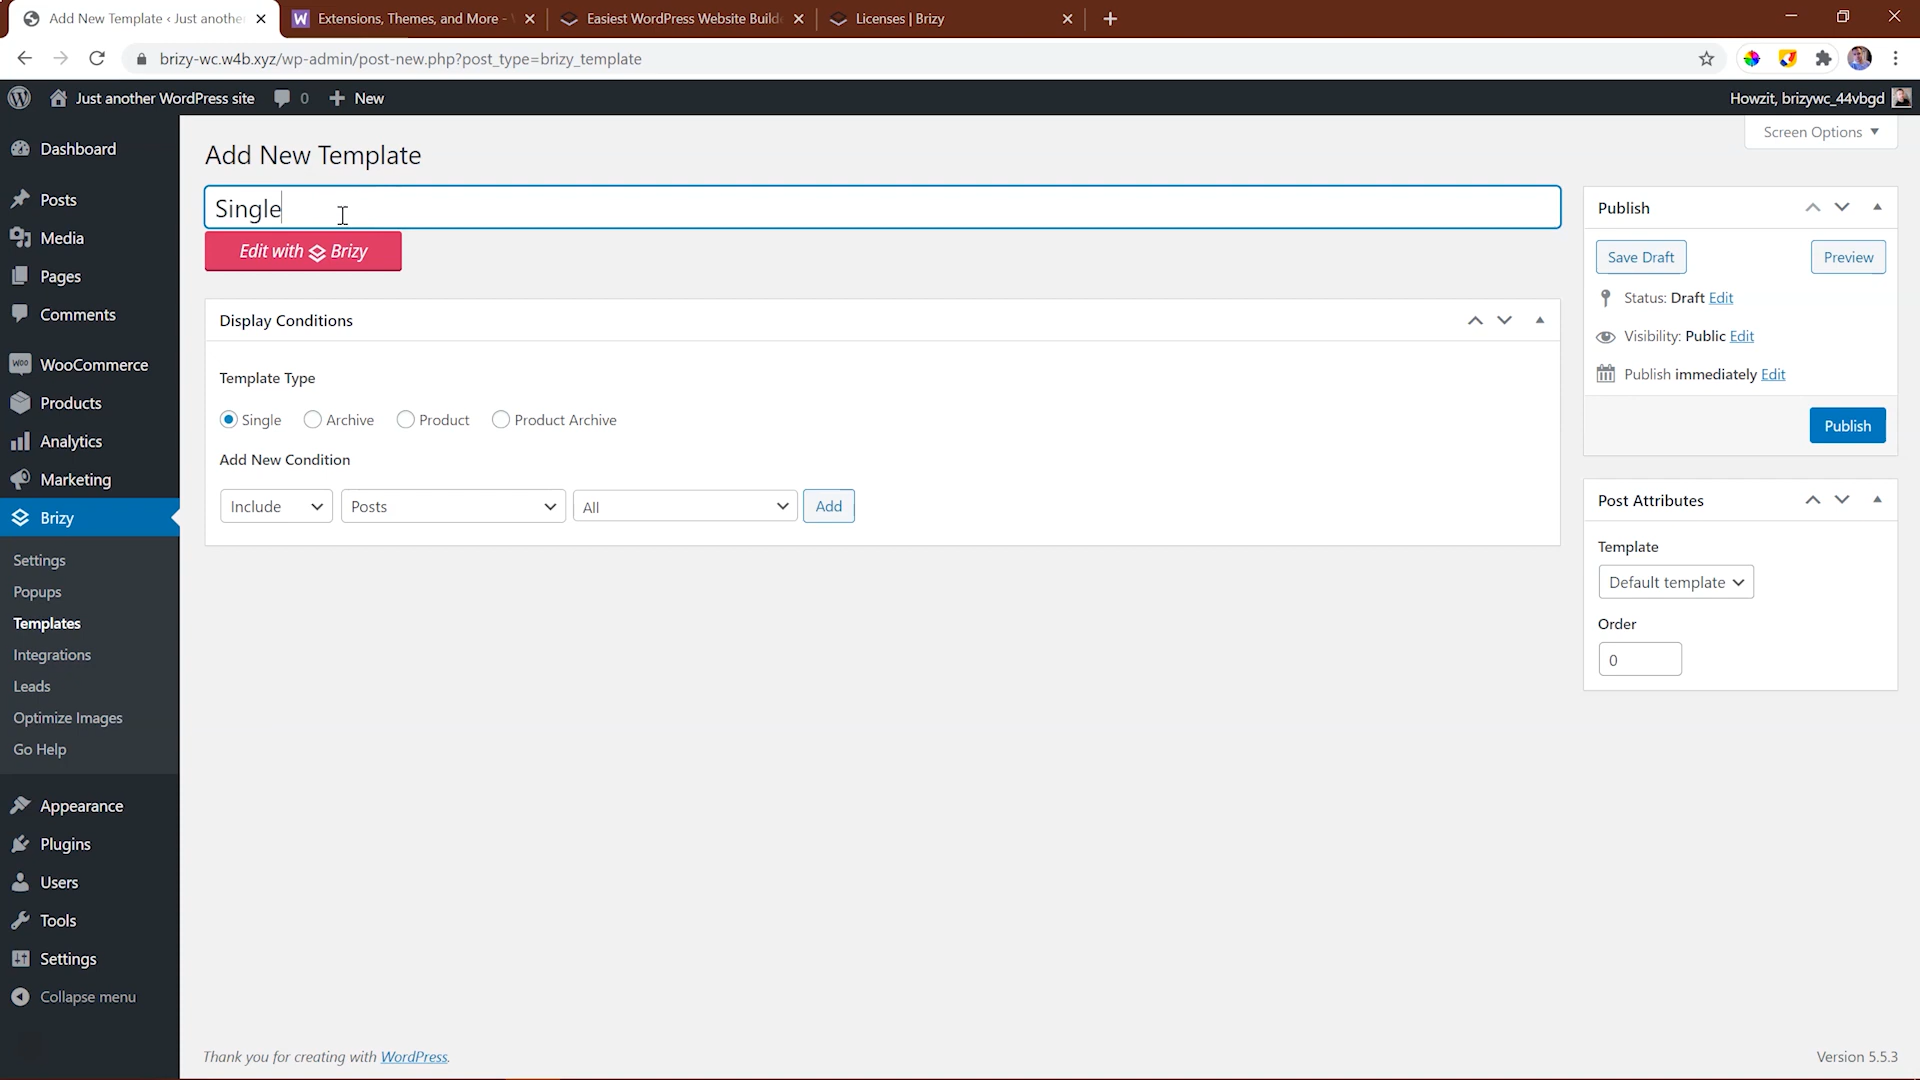 Add New Template ‹ Just another
Extensions, Themes, and More -
Easiest WordPress Website Build
Licenses | Brizy
brizy-wc.w4b.xyz/wp-admin/post-new.php?post_type=brizy_template
Just another WordPress site
0
New
Howzit, brizywc_44vbgd
Screen Options
Dashboard
Posts
Media
Pages
Comments
WooCommerce
Products
Analytics
Marketing
Brizy
Settings
Popups
Templates
Integrations
Leads
Optimize Images
Go Help
Appearance
Plugins
Users
Tools
Settings
Collapse menu
Add New Template
Single
Edit with Brizy
Display Conditions
Template Type
Single Archive Product Product Archive
Add New Condition
Include Posts All Add
Publish
Save Draft Preview
Status: Draft Edit
Visibility: Public Edit
Publish immediately Edit
Publish
Post Attributes
Template
Default template
Order
0
Thank you for creating with WordPress.
Version 5.5.3